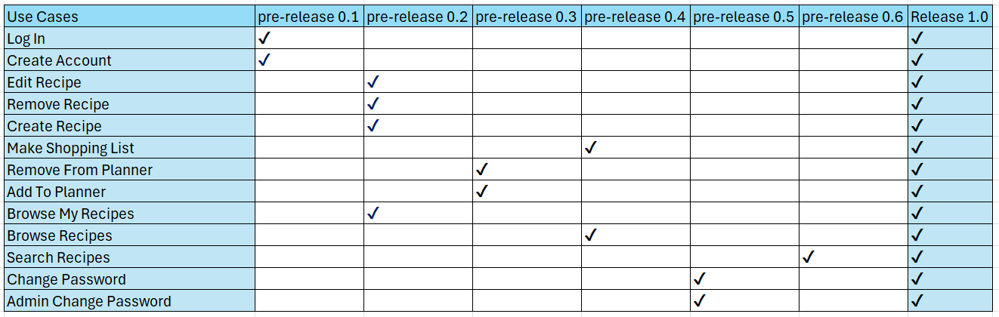 Use Cases pre-release 0.1 pre-release 0.2 pre-release 0.3 pre-release 0.4 pre-release 0.5 pre-release 0.6 Release 1.0
Log In ✓ ✓
Create Account ✓ ✓
Edit Recipe ✓ ✓
Remove Recipe ✓ ✓
Create Recipe ✓ ✓
Make Shopping List ✓ ✓
Remove From Planner ✓ ✓
Add To Planner ✓ ✓
Browse My Recipes ✓ ✓
Browse Recipes ✓ ✓
Search Recipes ✓ ✓
Change Password ✓ ✓
Admin Change Password ✓ ✓